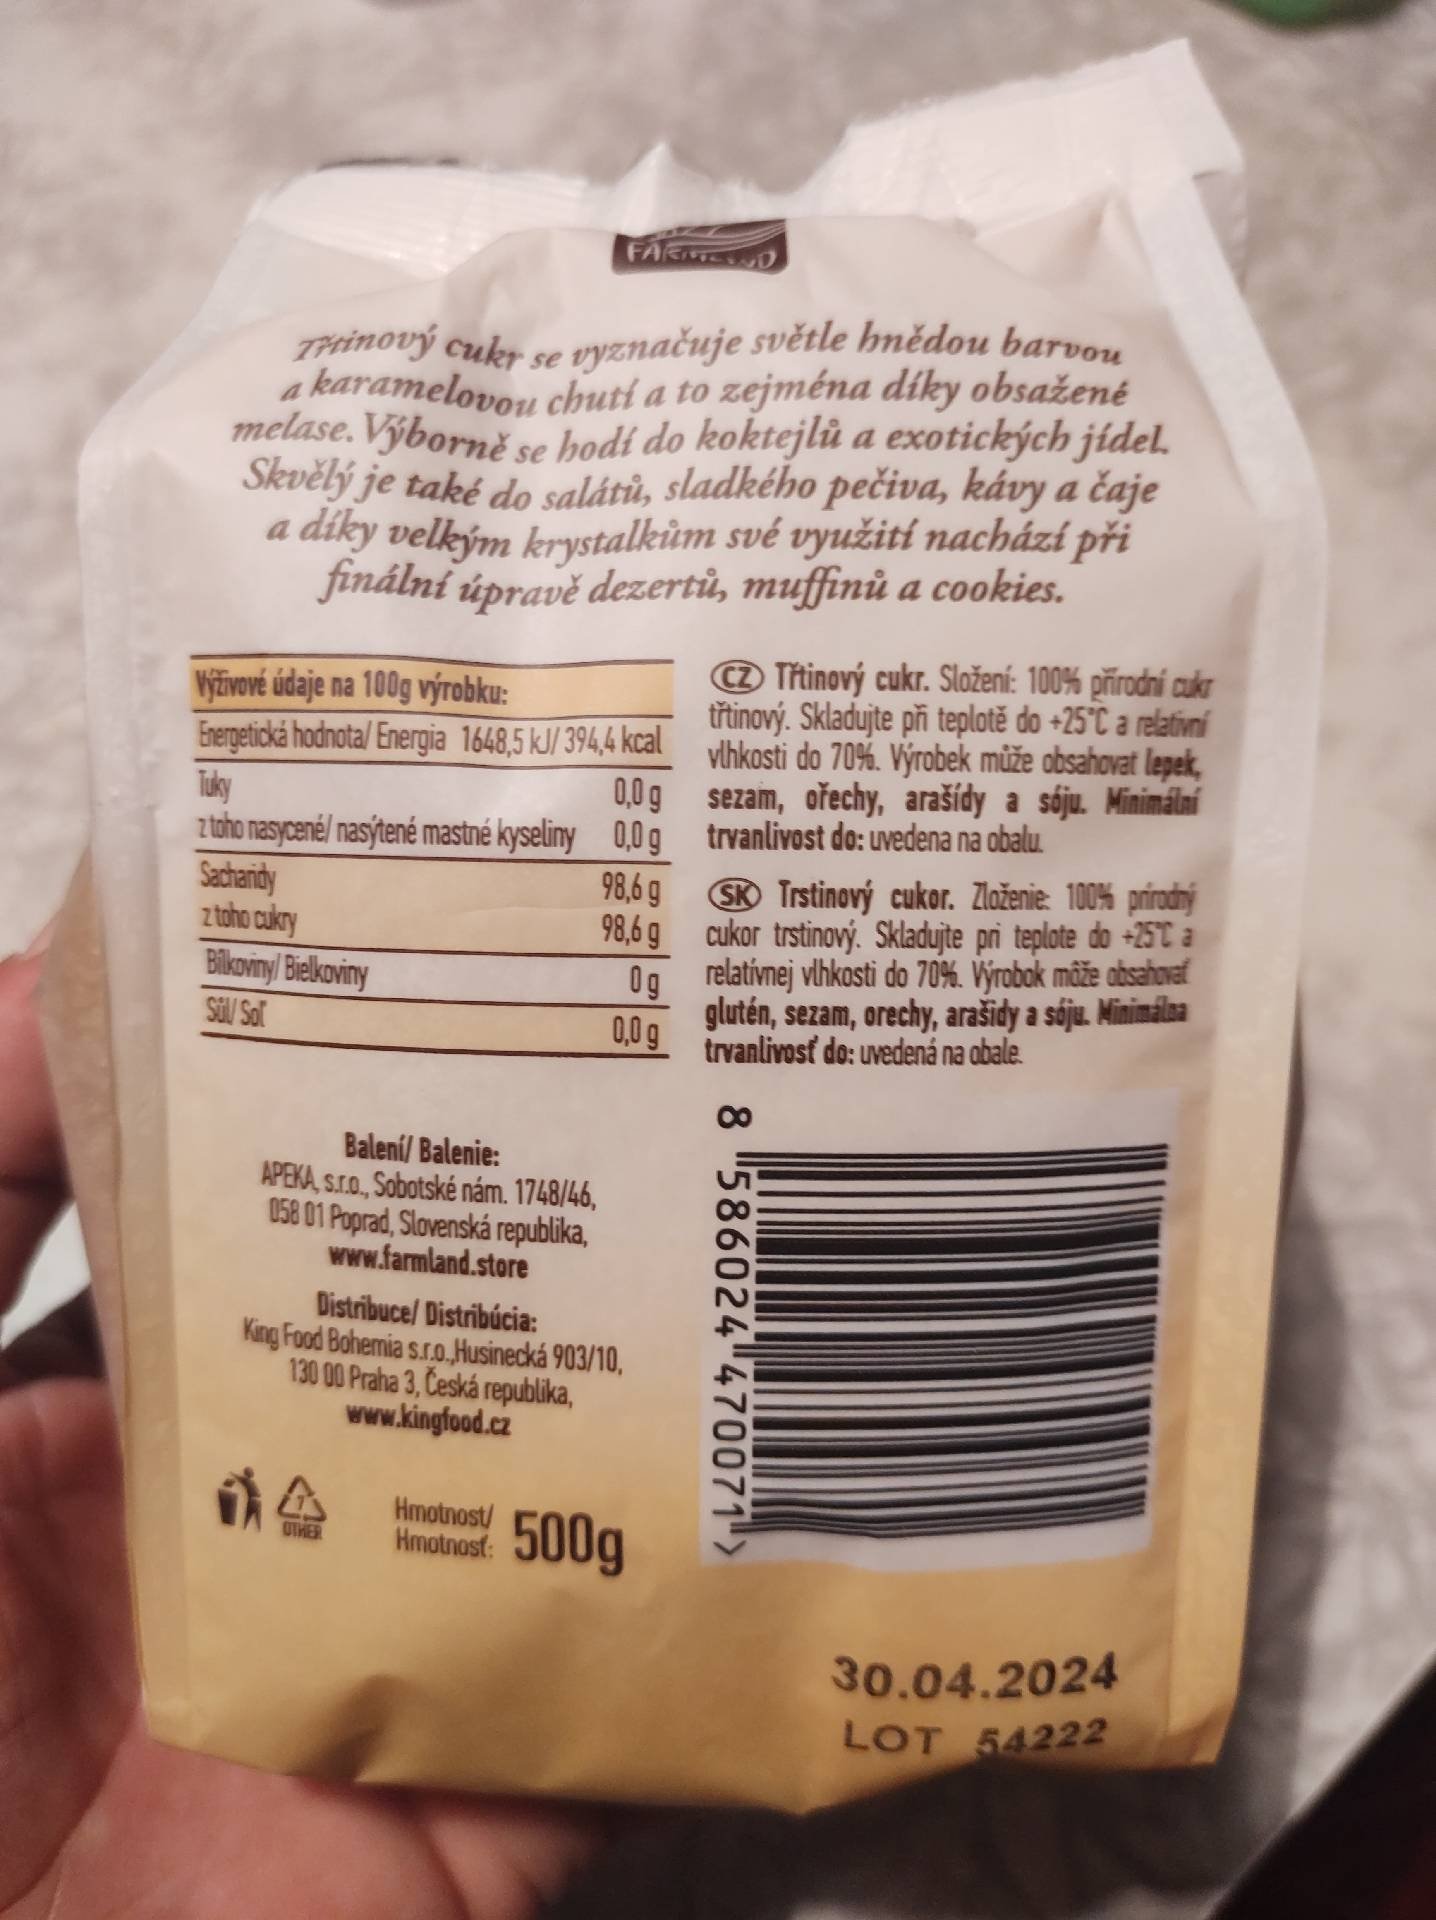 FARMLAND
Třtinový cukr se vyznačuje světle hnědou barvou
a karamelovou chutí a to zejména díky obsažené
melase. Výborně se hodí do koktejlů a exotických jídel.
Skvělý je také do salátů, sladkého pečiva, kávy a čaje
a díky velkým krystalkům své využití nachází při
finální úpravě dezertů, muffinů a cookies.
Výživové údaje na 100g výrobku:
Energetická hodnota/ Energia 1648,5 kJ/ 394,4 kcal
Tuky 0,0 g
z toho nasycené/ nasýtené mastné kyseliny 0,0 g
Sacharidy 98,6 g
z toho cukry 98,6 g
Bílkoviny/ Bielkoviny 0 g
Sůl/ Soľ 0,0 g
CZ Třtinový cukr. Složení: 100% přírodní cukr
třtinový. Skladujte při teplotě do +25°C a relativní
vlhkosti do 70%. Výrobek může obsahovat lepek,
sezam, ořechy, arašídy a sóju. Minimální
trvanlivost do: uvedena na obalu.
SK Trstinový cukor. Zloženie: 100% prírodný
cukor trstinový. Skladujte pri teplote do +25°C a
relatívnej vlhkosti do 70%. Výrobok môže obsahovať
glutén, sezam, orechy, arašidy a sóju. Minimálna
trvanlivosť do: uvedená na obale.
Balení/ Balenie:
APEKA, s.r.o., Sobotské nám. 1748/46,
058 01 Poprad, Slovenská republika,
www.farmland.store
Distribuce/ Distribúcia:
King Food Bohemia s.r.o.,Husinecká 903/10,
130 00 Praha 3, Česká republika,
www.kingfood.cz
7
OTHER
Hmotnost/
Hmotnosť: 500g
8 586024 470071 >
30.04.2024
LOT 54222